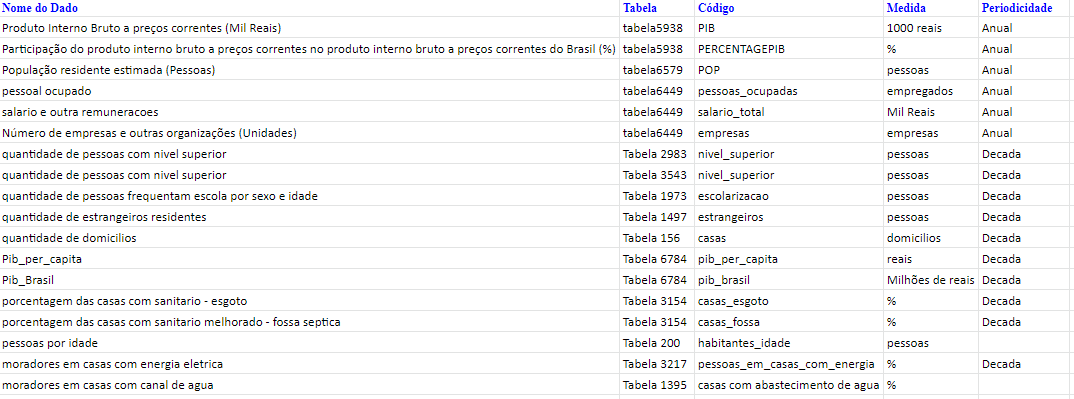 Nome do Dado Tabela Código Medida Periodicidade
Produto Interno Bruto a preços correntes (Mil Reais) tabela5938 PIB 1000 reais Anual
Participação do produto interno bruto a preços correntes no produto interno bruto a preços correntes do Brasil (%) tabela5938 PERCENTAGEPIB % Anual
População residente estimada (Pessoas) tabela6579 POP pessoas Anual
pessoal ocupado tabela6449 pessoas_ocupadas empregados Anual
salario e outra remuneracoes tabela6449 salario_total Mil Reais Anual
Número de empresas e outras organizações (Unidades) tabela6449 empresas empresas Anual
quantidade de pessoas com nivel superior Tabela 2983 nivel_superior pessoas Decada
quantidade de pessoas com nivel superior Tabela 3543 nivel_superior pessoas Decada
quantidade de pessoas frequentam escola por sexo e idade Tabela 1973 escolarizacao pessoas Decada
quantidade de estrangeiros residentes Tabela 1497 estrangeiros pessoas Decada
quantidade de domicilios Tabela 156 casas domicilios Decada
Pib_per_capita Tabela 6784 pib_per_capita reais Decada
Pib_Brasil Tabela 6784 pib_brasil Milhões de reais Decada
porcentagem das casas com sanitario - esgoto Tabela 3154 casas_esgoto % Decada
porcentagem das casas com sanitario melhorado - fossa septica Tabela 3154 casas_fossa % Decada
pessoas por idade Tabela 200 habitantes_idade pessoas
moradores em casas com energia eletrica Tabela 3217 pessoas_em_casas_com_energia % Decada
moradores em casas com canal de agua Tabela 1395 casas com abastecimento de agua %